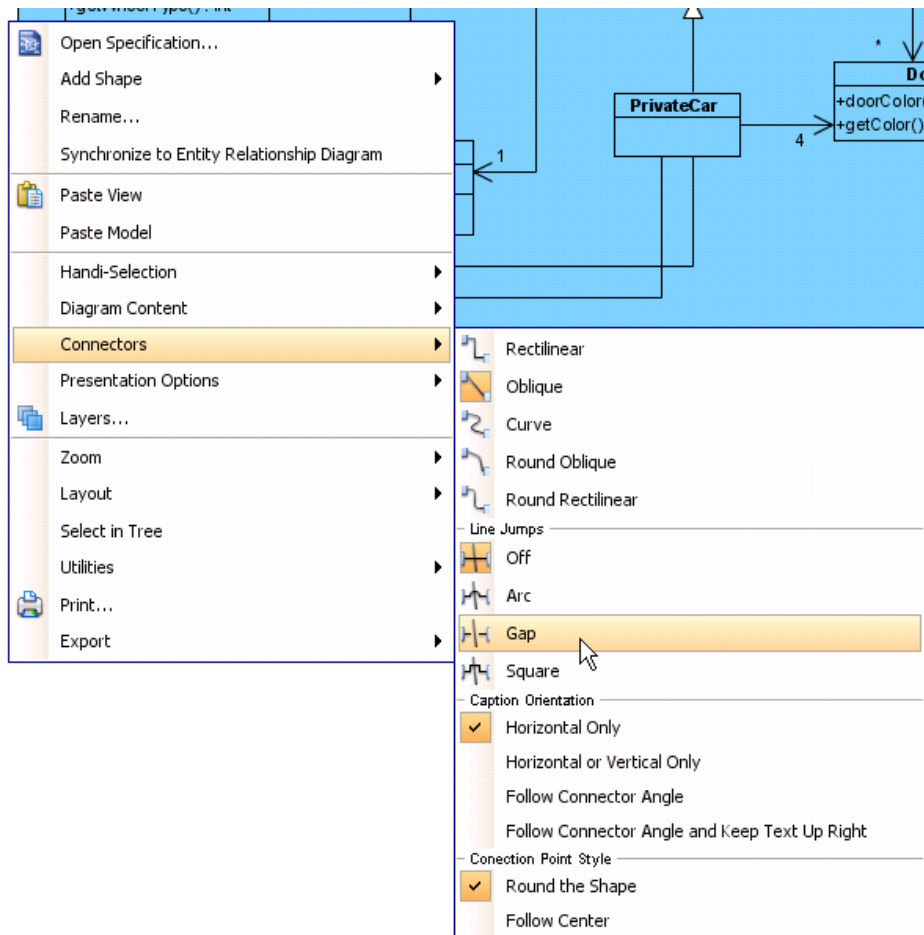 Open Specification...
Add Shape
Rename...
Synchronize to Entity Relationship Diagram
Paste View
Paste Model
Handi-Selection
Diagram Content
Connectors
Presentation Options
Layers...
Zoom
Layout
Select in Tree
Utilities
Print...
Export
1
PrivateCar
4
*
+doorColor
+getColor()
Rectilinear
Oblique
Curve
Round Oblique
Round Rectilinear
Line Jumps
Off
Arc
Gap
Square
Caption Orientation
Horizontal Only
Horizontal or Vertical Only
Follow Connector Angle
Follow Connector Angle and Keep Text Up Right
Conection Point Style
Round the Shape
Follow Center